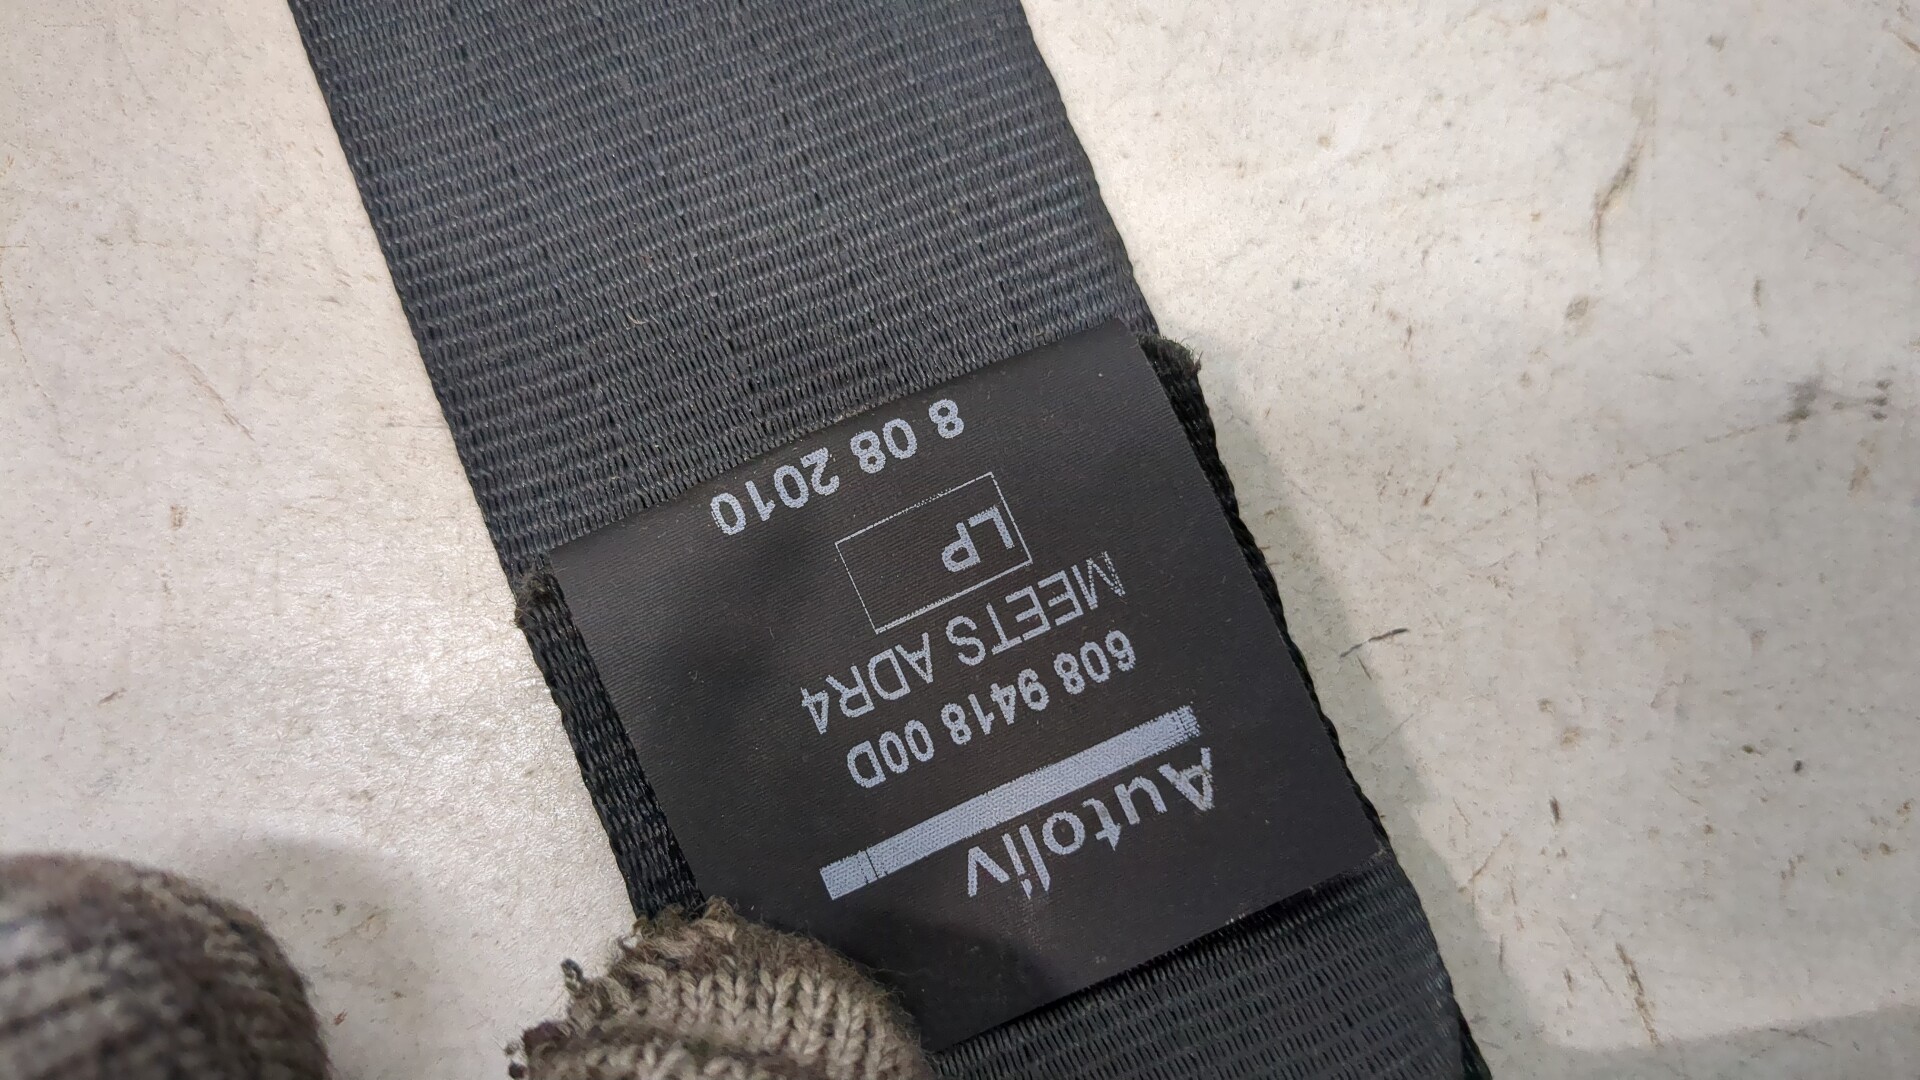 Autoliv
608 9418 00D
MEETS ADR4
LP
8 08 2010